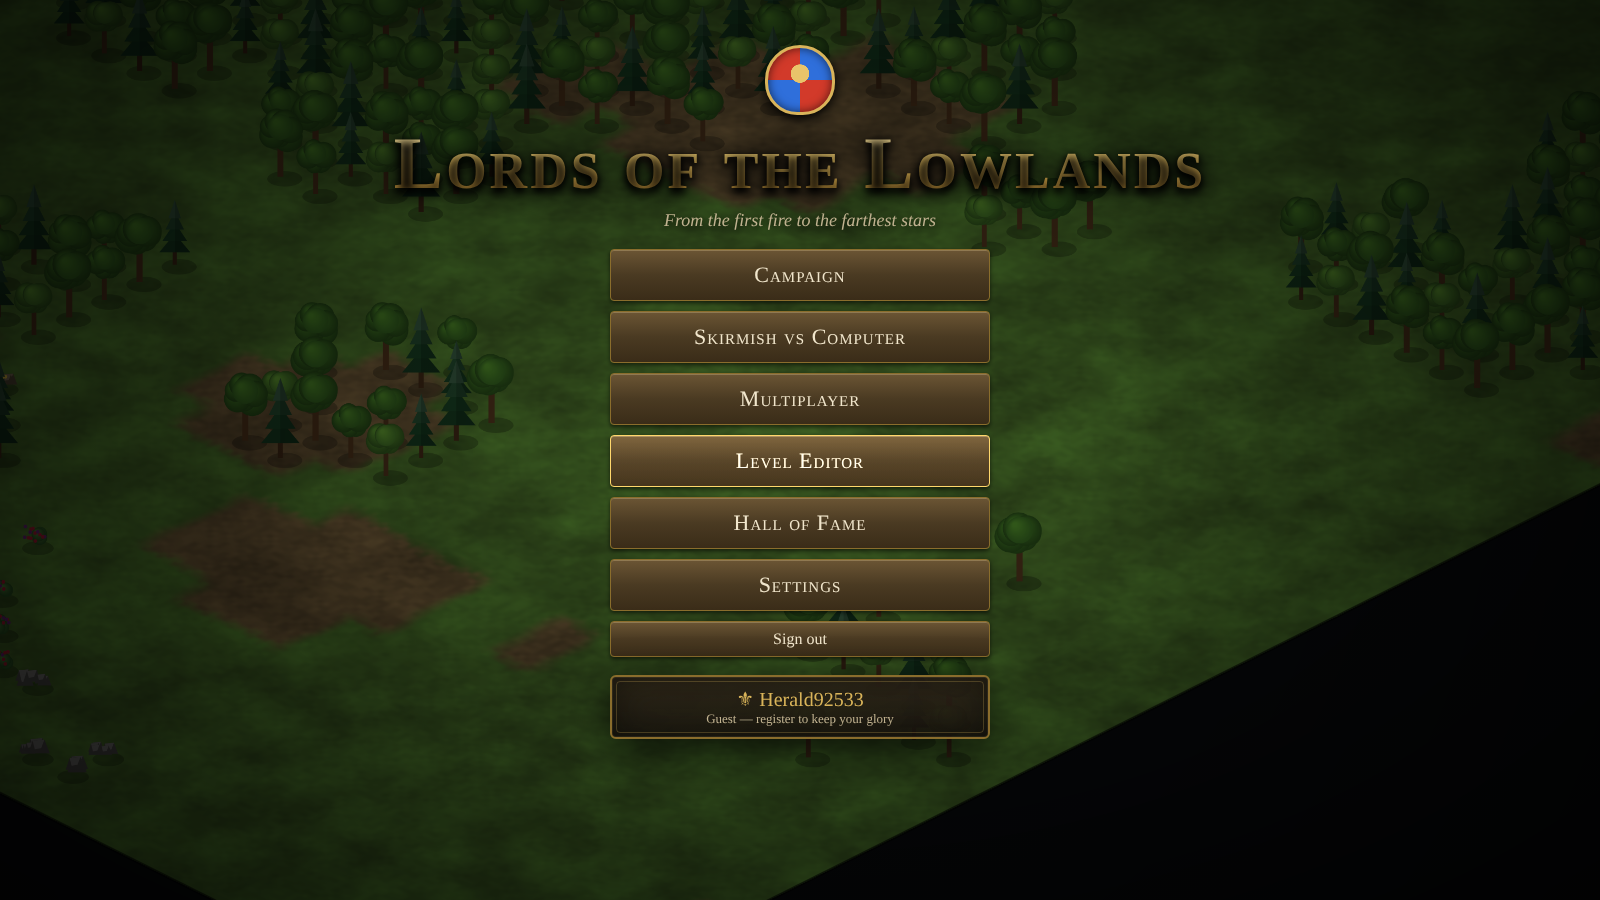 Lords of the Lowlands
From the first fire to the farthest stars
Campaign
Skirmish vs Computer
Multiplayer
Level Editor
Hall of Fame
Settings
Sign out
⚜ Herald92533
Guest — register to keep your glory